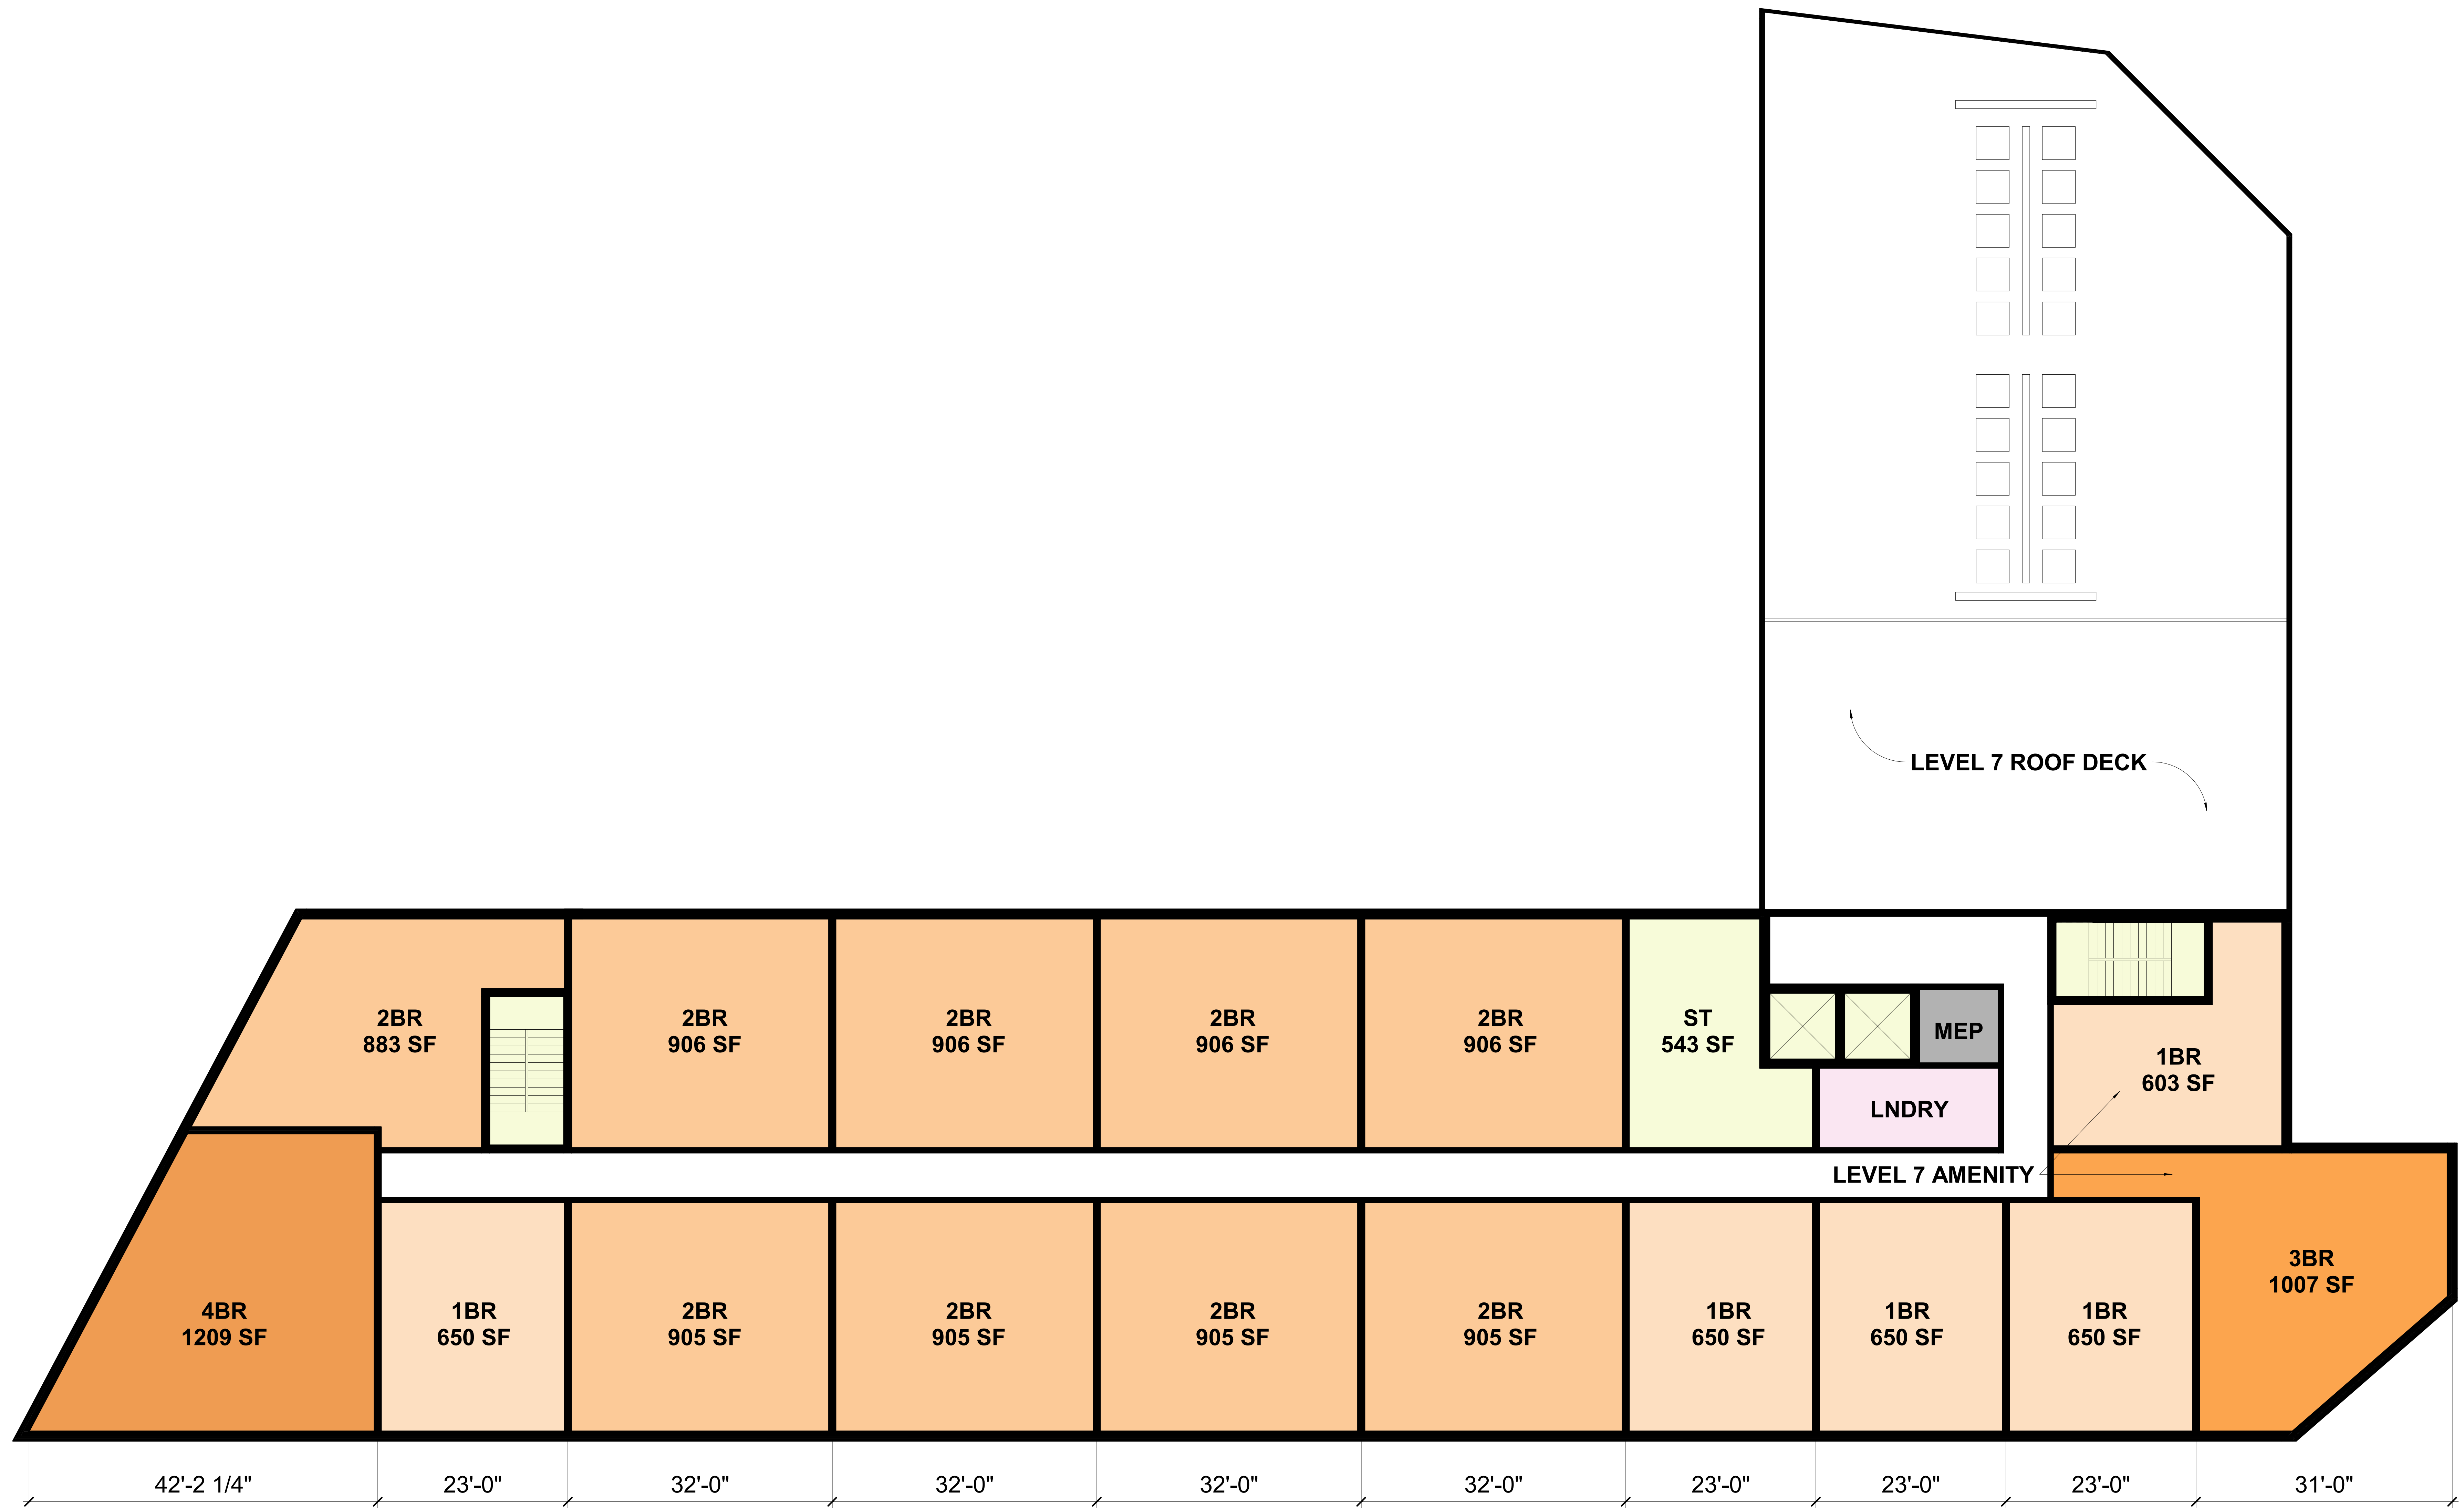 LEVEL 7 ROOF DECK
2BR
883 SF
2BR
906 SF
2BR
906 SF
2BR
906 SF
2BR
906 SF
ST
543 SF
MEP
LNDRY
1BR
603 SF
LEVEL 7 AMENITY
4BR
1209 SF
1BR
650 SF
2BR
905 SF
2BR
905 SF
2BR
905 SF
2BR
905 SF
1BR
650 SF
1BR
650 SF
1BR
650 SF
3BR
1007 SF
42'-2 1/4"
23'-0"
32'-0"
32'-0"
32'-0"
32'-0"
23'-0"
23'-0"
23'-0"
31'-0"